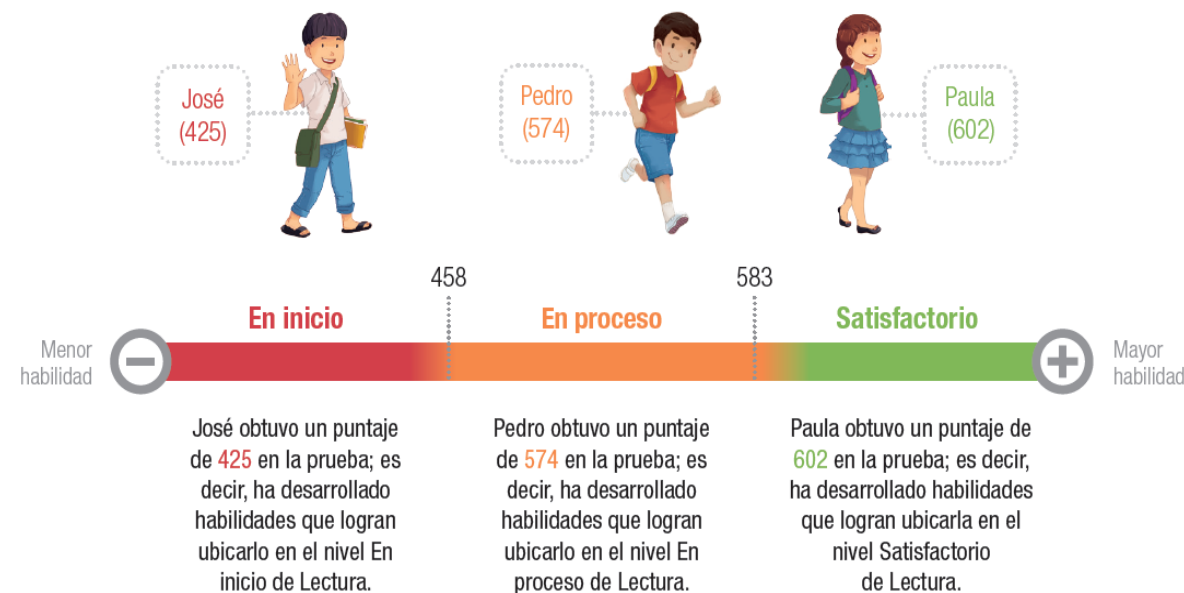 José
(425)
Pedro
(574)
Paula
(602)
458
583
En inicio
En proceso
Satisfactorio
Menor
habilidad
Mayor
habilidad
José obtuvo un puntaje
de 425 en la prueba; es
decir, ha desarrollado
habilidades que logran
ubicarlo en el nivel En
inicio de Lectura.
Pedro obtuvo un puntaje
de 574 en la prueba; es
decir, ha desarrollado
habilidades que logran
ubicarlo en el nivel En
proceso de Lectura.
Paula obtuvo un puntaje de
602 en la prueba; es decir,
ha desarrollado habilidades
que logran ubicarla en el
nivel Satisfactorio
de Lectura.